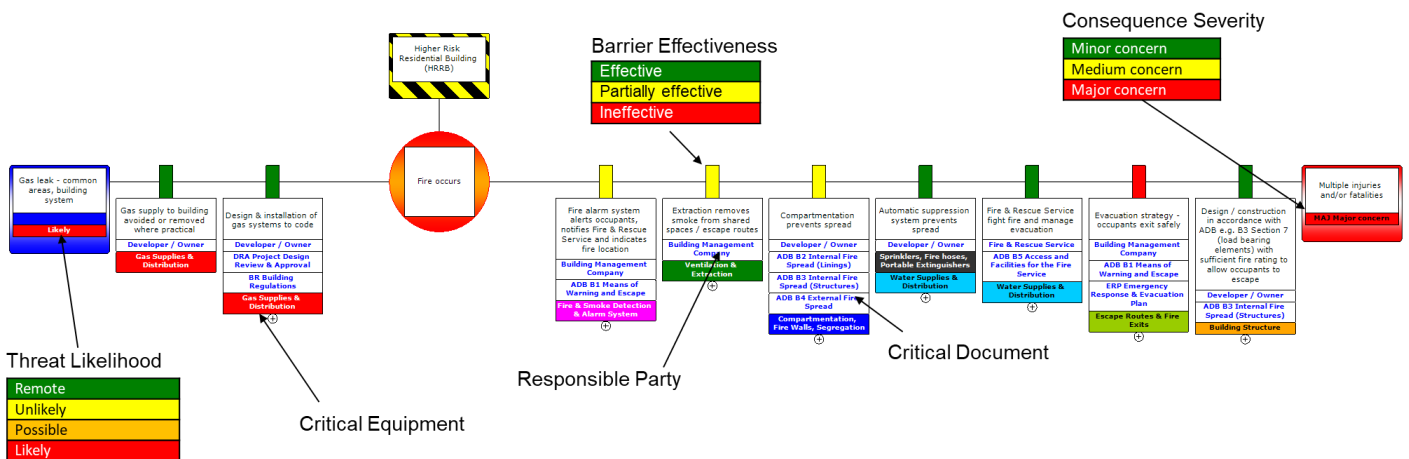 Consequence Severity
Minor concern
Medium concern
Major concern
Barrier Effectiveness
Effective
Partially effective
Ineffective
Higher Risk
Residential Building
(HRRB)
Gas leak - common
areas, building
system
Likely
Gas supply to building
avoided or removed
where practical
Developer / Owner
Gas Supplies &
Distribution
Design & installation of
gas systems to code
Developer / Owner
DRA Project Design
Review & Approval
BR Building
Regulations
Gas Supplies &
Distribution
Fire occurs
Fire alarm system
alerts occupants,
notifies Fire & Rescue
Service and indicates
fire location
Building Management
Company
ADB B1 Means of
Warning and Escape
Fire & Smoke Detection
& Alarm System
Extraction removes
smoke from shared
spaces / escape routes
Building Management
Company
Ventilation &
Extraction
Compartmentation
prevents spread
Developer / Owner
ADB B2 Internal Fire
Spread (Linings)
ADB B3 Internal Fire
Spread (Structures)
ADB B4 External Fire
Spread
Compartmentation,
Fire Walls, Segregation
Automatic suppression
system prevents
spread
Developer / Owner
Sprinklers, Fire hoses,
Portable Extinguishers
Water Supplies &
Distribution
Fire & Rescue Service
fight fire and manage
evacuation
Fire & Rescue Service
ADB B5 Access and
Facilities for the Fire
Service
Water Supplies &
Distribution
Evacuation strategy -
occupants exit safely
Building Management
Company
ADB B1 Means of
Warning and Escape
ERP Emergency
Response & Evacuation
Plan
Escape Routes & Fire
Exits
Design / construction
in accordance with
ADB e.g. B3 Section 7
(load bearing
elements) with
sufficient fire rating to
allow occupants to
escape
Developer / Owner
ADB B3 Internal Fire
Spread (Structures)
Building Structure
Multiple injuries
and/or fatalities
MAJ Major concern
Threat Likelihood
Remote
Unlikely
Possible
Likely
Critical Equipment
Responsible Party
Critical Document